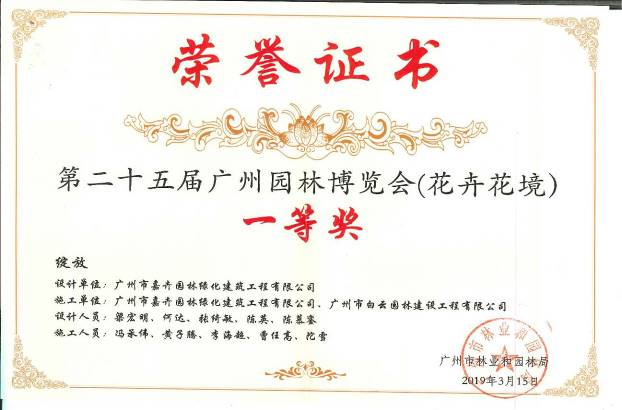 荣誉证书
第二十五届广州园林博览会(花卉花境)
一等奖
绽放
设计单位：广州市嘉卉园林绿化建筑工程有限公司
施工单位：广州市嘉卉园林绿化建筑工程有限公司、广州市白云园林建设工程有限公司
设计人员：梁宏明、何达、张绮敏、陈英、陈慕蓉
施工人员：冯承伟、黄子腾、李海超、曹任高、陀雪
广州市林业和园林局
2019年3月15日